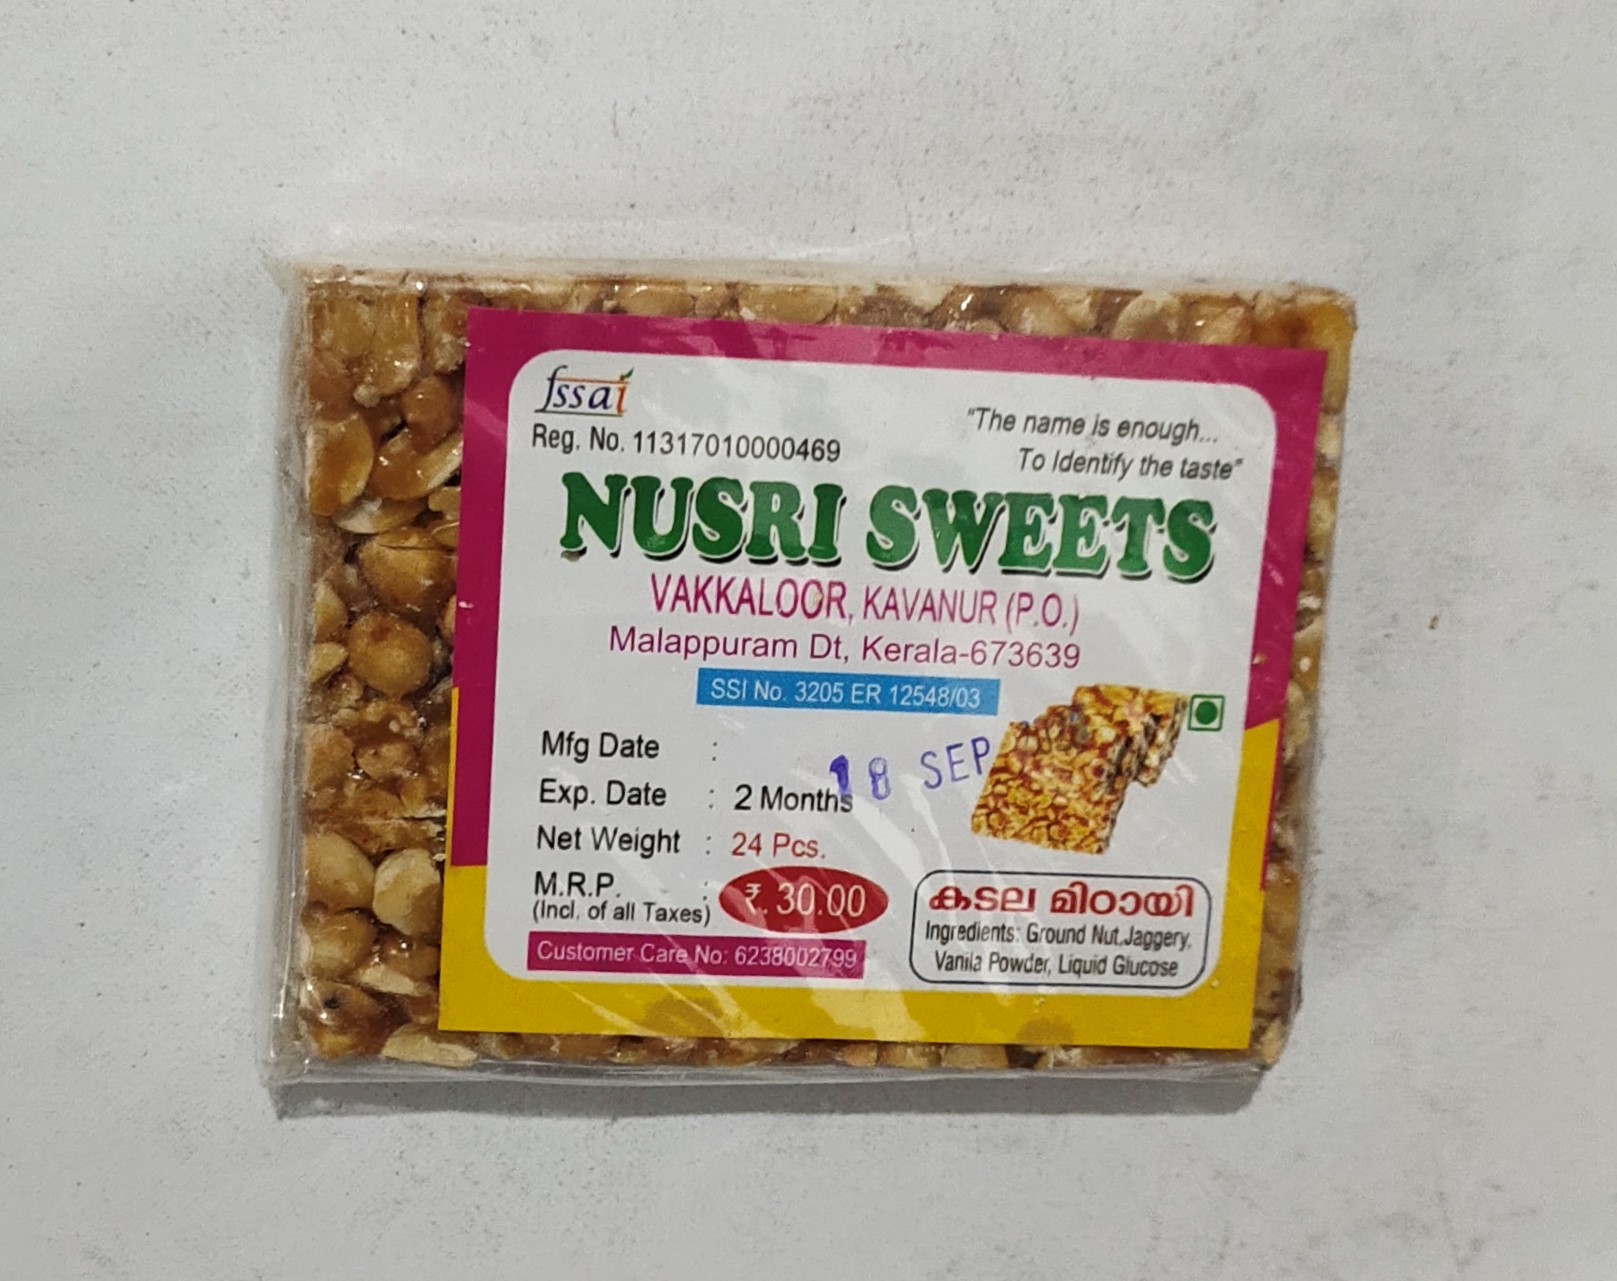 fssai
Reg. No. 11317010000469
"The name is enough...
To Identify the taste"
NUSRI SWEETS
VAKKALOOR, KAVANUR (P.O.)
Malappuram Dt, Kerala-673639
SSI No. 3205 ER 12548/03
Mfg Date :
18 SEP
Exp. Date : 2 Months
Net Weight : 24 Pcs.
M.R.P. : ₹. 30.00
(Incl. of all Taxes)
Customer Care No: 6238002799
കടല മിഠായി
Ingredients: Ground Nut,Jaggery,
Vanila Powder, Liquid Glucose